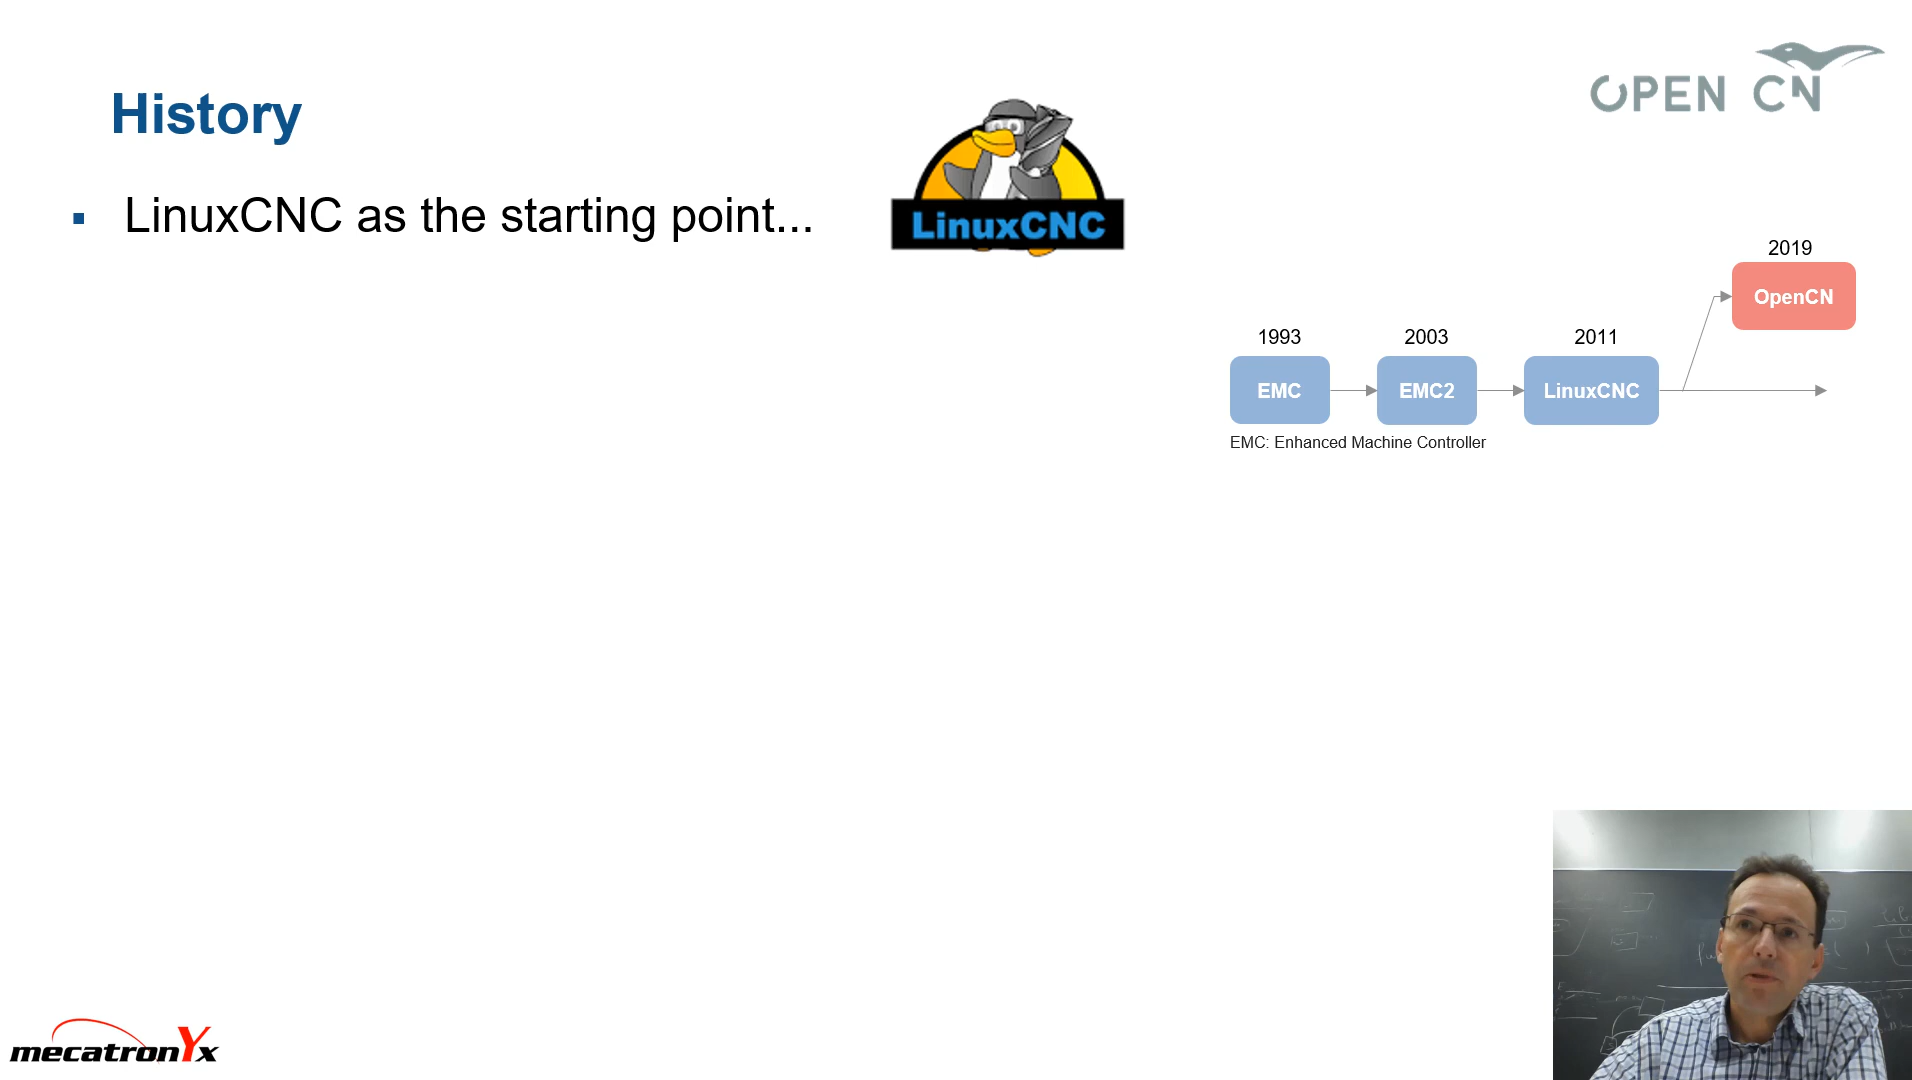 History
OPEN CN
▪ LinuxCNC as the starting point...
LinuxCNC
2019
OpenCN
1993 2003 2011
EMC EMC2 LinuxCNC
EMC: Enhanced Machine Controller
mecatronYx